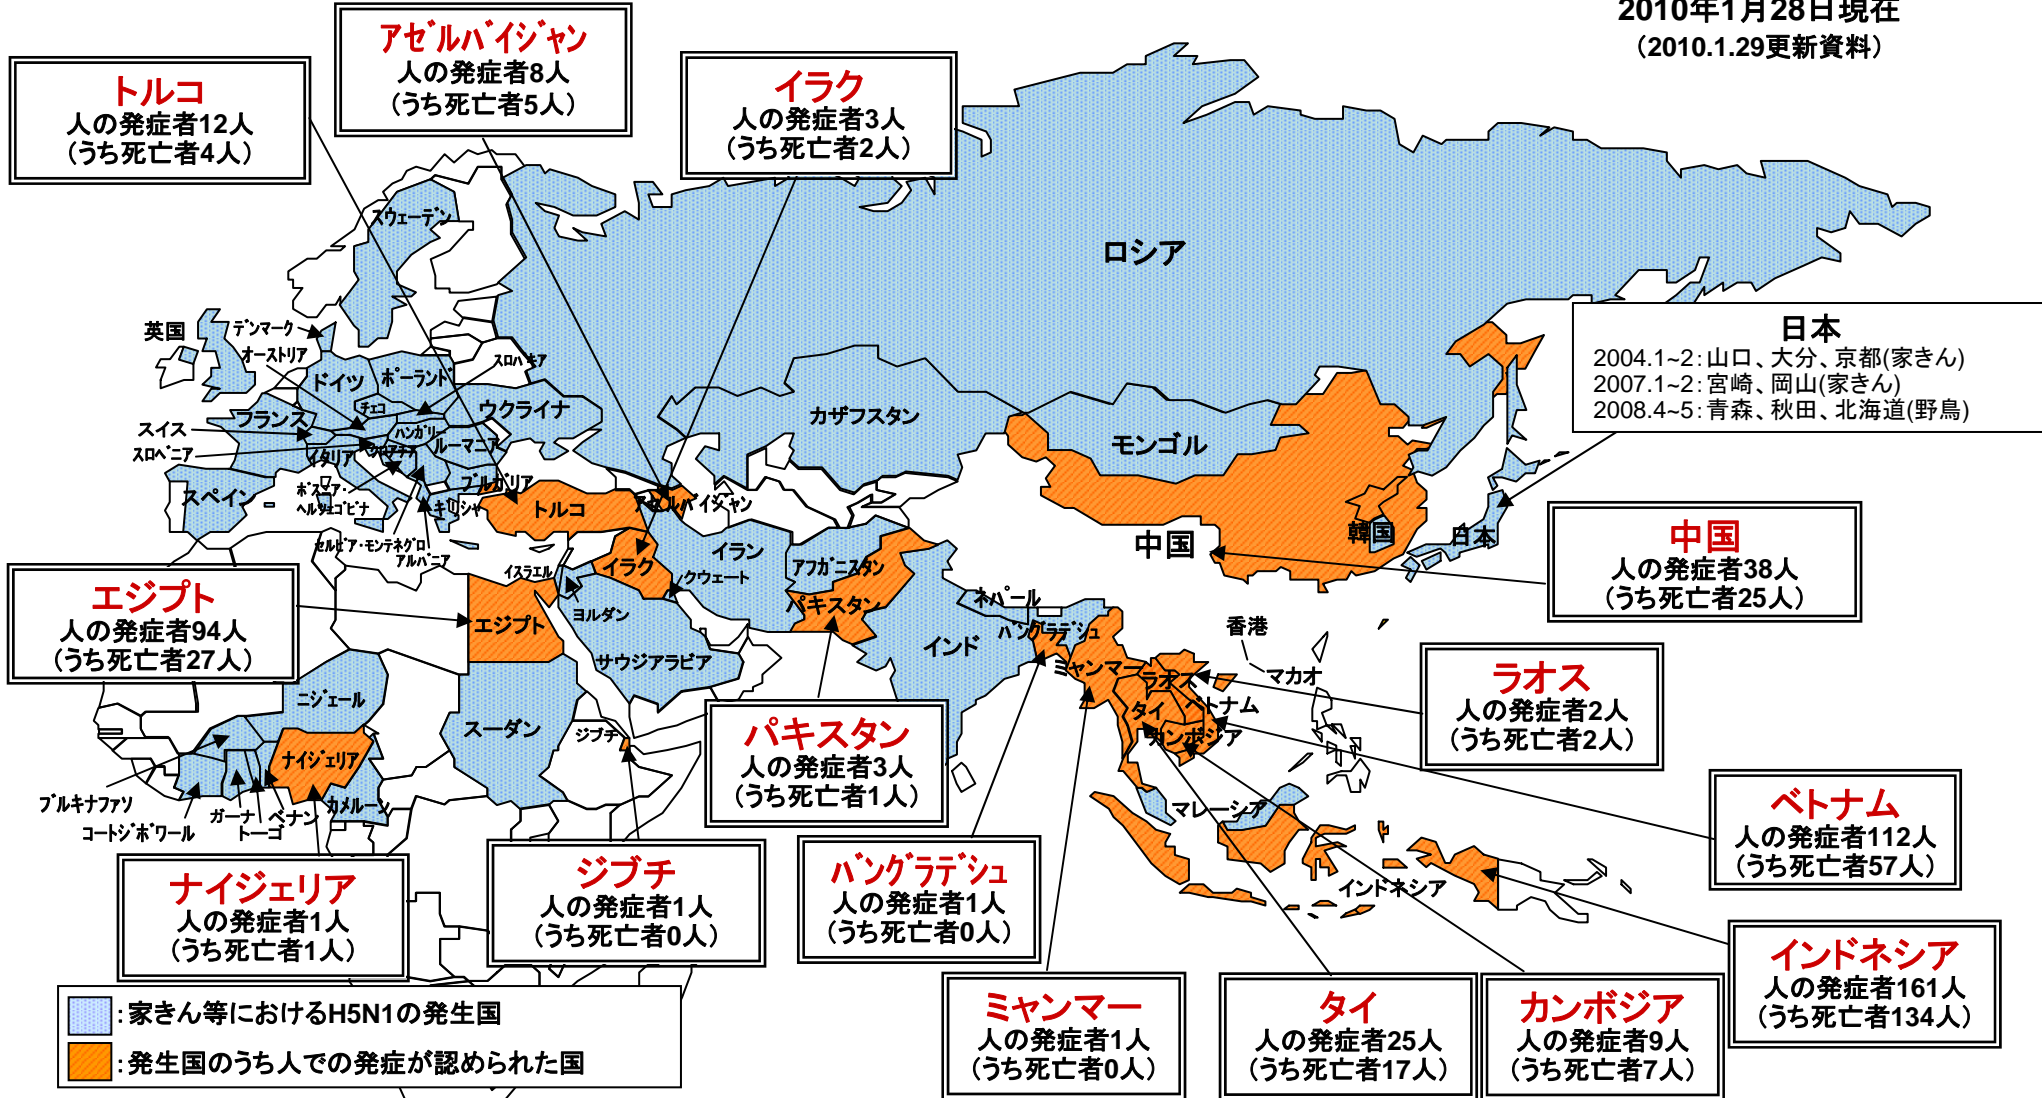 2010年1月28日現在
（2010.1.29更新資料）
アゼルバイジャン
人の発症者8人
（うち死亡者5人）
トルコ
人の発症者12人
（うち死亡者4人）
イラク
人の発症者3人
（うち死亡者2人）
スウェーデン
ロシア
日本
2004.1~2：山口、大分、京都(家きん)
2007.1~2：宮崎、岡山(家きん)
2008.4~5：青森、秋田、北海道(野鳥)
英国
デンマーク
オーストリア
スロバキア
ドイツ
ポーランド
チェコ
フランス
ウクライナ
カザフスタン
スイス
ハンガリー
ルーマニア
モンゴル
スロベニア
イタリア
クロアチア
スペイン
ボスニア・
ヘルツェゴビナ
ブルガリア
ギリシャ
トルコ
アゼルバイジャン
セルビア・モンテネグロ
アルバニア
イラン
アフガニスタン
中国
韓国
日本
中国
人の発症者38人
（うち死亡者25人）
イスラエル
イラク
クウェート
エジプト
人の発症者94人
（うち死亡者27人）
エジプト
ヨルダン
パキスタン
ネパール
バングラデシュ
インド
サウジアラビア
ミャンマー
ラオス
香港
マカオ
ラオス
人の発症者2人
（うち死亡者2人）
ニジェール
スーダン
ジブチ
タイ
ベトナム
カンボジア
ナイジェリア
パキスタン
人の発症者3人
（うち死亡者1人）
ブルキナファソ
コートジボワール
ガーナ
トーゴ
ベナン
カメルーン
マレーシア
ベトナム
人の発症者112人
（うち死亡者57人）
ナイジェリア
人の発症者1人
（うち死亡者1人）
ジブチ
人の発症者1人
（うち死亡者0人）
バングラデシュ
人の発症者1人
（うち死亡者0人）
インドネシア
インドネシア
人の発症者161人
（うち死亡者134人）
ミャンマー
人の発症者1人
（うち死亡者0人）
タイ
人の発症者25人
（うち死亡者17人）
カンボジア
人の発症者9人
（うち死亡者7人）
：家きん等におけるH5N1の発生国
：発生国のうち人での発症が認められた国